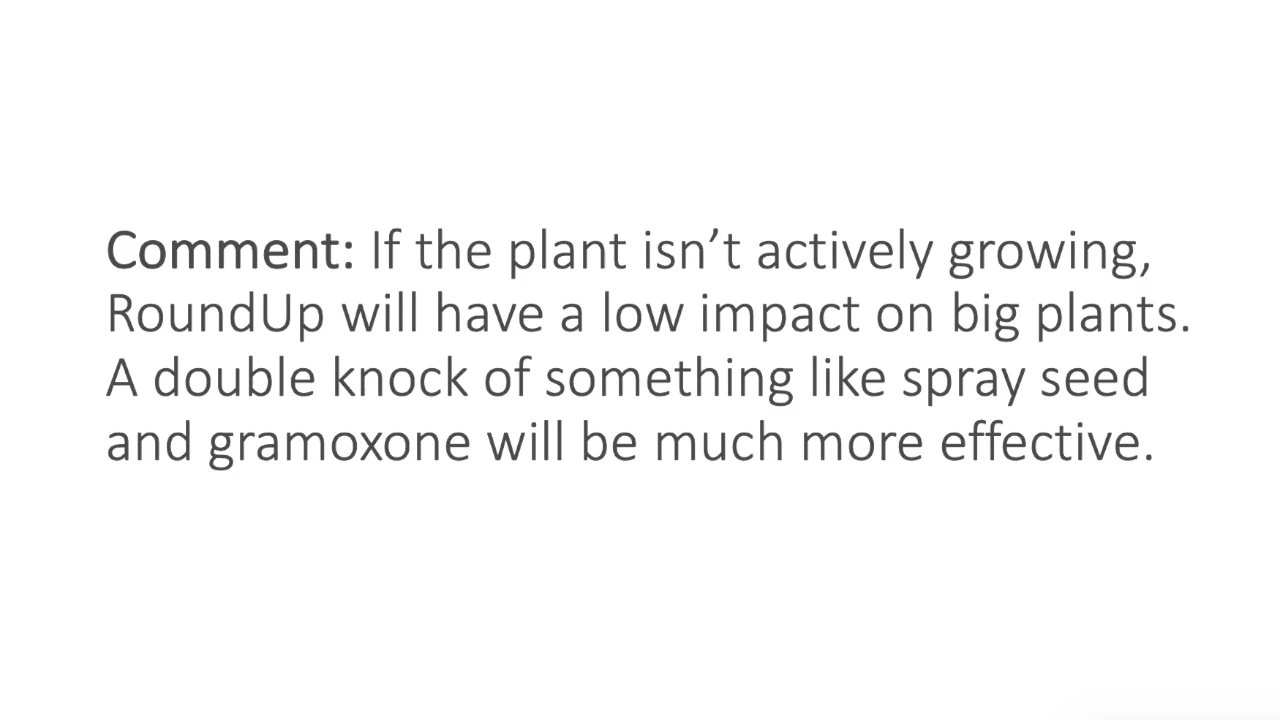 Comment: If the plant isn’t actively growing,
RoundUp will have a low impact on big plants.
A double knock of something like spray seed
and gramoxone will be much more effective.